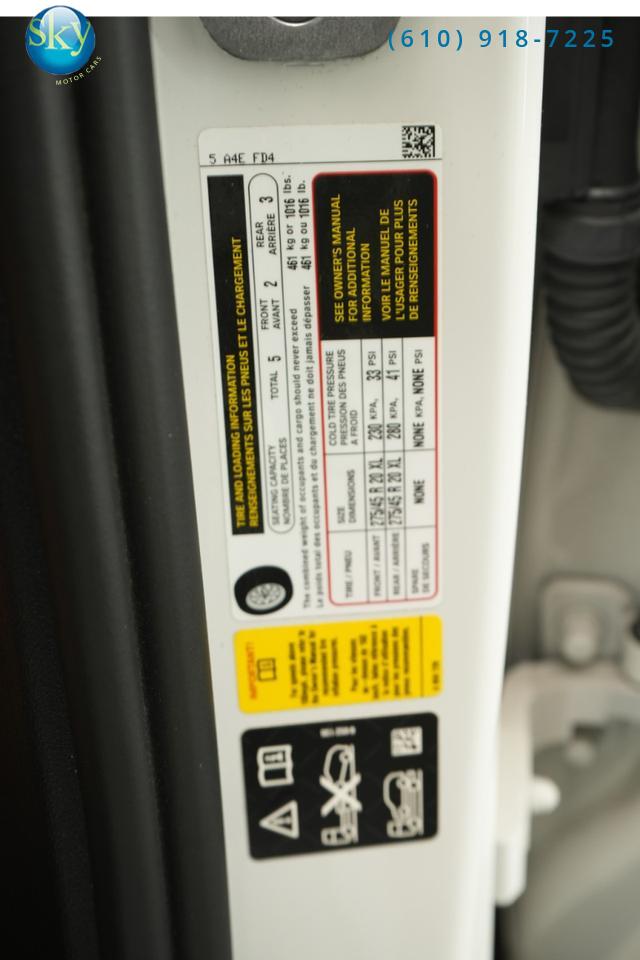 Sky
MOTOR CARS
(610) 918-7225
5 A4E FD4
TIRE AND LOADING INFORMATION
RENSEIGNEMENTS SUR LES PNEUS ET LE CHARGEMENT
SEATING CAPACITY
NOMBRE DE PLACES
TOTAL 5
FRONT
AVANT 2
REAR
ARRIÈRE 3
The combined weight of occupants and cargo should never exceed 461 kg or 1016 lbs.
Le poids total des occupants et du chargement ne doit jamais dépasser 461 kg ou 1016 lb.
TIRE / PNEU
SIZE
DIMENSIONS
COLD TIRE PRESSURE
PRESSION DES PNEUS
A FROID
FRONT / AVANT 275/45 R 20 XL 230 KPA, 33 PSI
REAR / ARRIÈRE 275/45 R 20 XL 280 KPA, 41 PSI
SPARE
DE SECOURS
NONE NONE KPA, NONE PSI
SEE OWNER'S MANUAL
FOR ADDITIONAL
INFORMATION
VOIR LE MANUEL DE
L'USAGER POUR PLUS
DE RENSEIGNEMENTS
IMPORTANT!